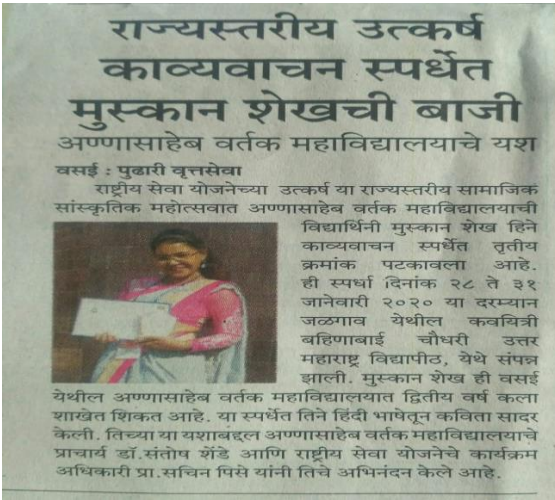 राज्यस्तरीय उत्कर्ष
काव्यवाचन स्पर्धेत
मुस्कान शेखची बाजी
अण्णासाहेब वर्तक महाविद्यालयाचे यश
वसई : पुढारी वृत्तसेवा
राष्ट्रीय सेवा योजनेच्या उत्कर्ष या राज्यस्तरीय सामाजिक
सांस्कृतिक महोत्सवात अण्णासाहेब वर्तक महाविद्यालयाची
विद्यार्थिनी मुस्कान शेख हिने
काव्यवाचन स्पर्धेत तृतीय
क्रमांक पटकावला आहे.
ही स्पर्धा दिनांक २८ ते ३१
जानेवारी २०२० या दरम्यान
जळगाव येथील कवयित्री
बहिणाबाई चौधरी उत्तर
महाराष्ट्र विद्यापीठ, येथे संपन्न
झाली. मुस्कान शेख ही वसई
येथील अण्णासाहेब वर्तक महाविद्यालयात द्वितीय वर्ष कला
शाखेत शिकत आहे. या स्पर्धेत तिने हिंदी भाषेतून कविता सादर
केली. तिच्या या यशाबद्दल अण्णासाहेब वर्तक महाविद्यालयाचे
प्राचार्य डॉ.संतोष शेंडे आणि राष्ट्रीय सेवा योजनेचे कार्यक्रम
अधिकारी प्रा.सचिन पिसे यांनी तिचे अभिनंदन केले आहे.